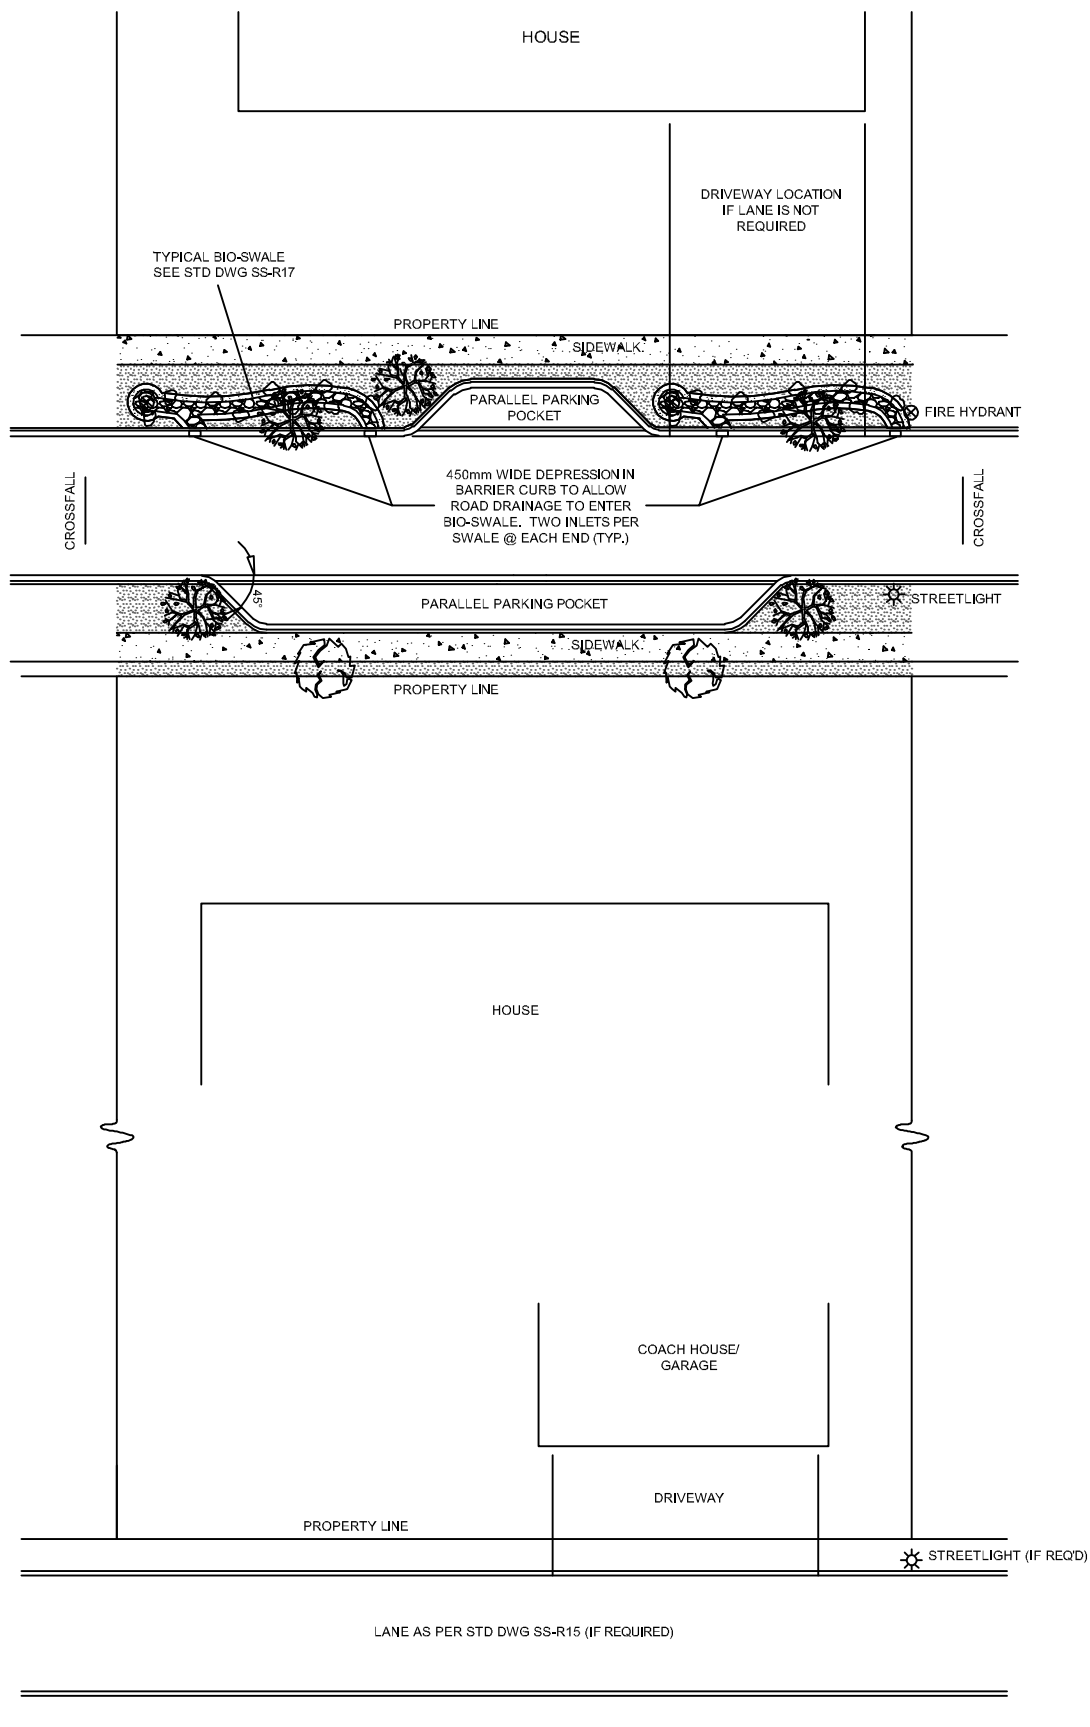 HOUSE
DRIVEWAY LOCATION
IF LANE IS NOT
REQUIRED
TYPICAL BIO-SWALE
SEE STD DWG SS-R17
PROPERTY LINE
SIDEWALK
PARALLEL PARKING
POCKET
FIRE HYDRANT
CROSSFALL
450mm WIDE DEPRESSION IN
BARRIER CURB TO ALLOW
ROAD DRAINAGE TO ENTER
BIO-SWALE. TWO INLETS PER
SWALE @ EACH END (TYP.)
CROSSFALL
45°
PARALLEL PARKING POCKET
STREETLIGHT
SIDEWALK
PROPERTY LINE
HOUSE
COACH HOUSE/
GARAGE
DRIVEWAY
PROPERTY LINE
STREETLIGHT (IF REQ'D)
LANE AS PER STD DWG SS-R15 (IF REQUIRED)